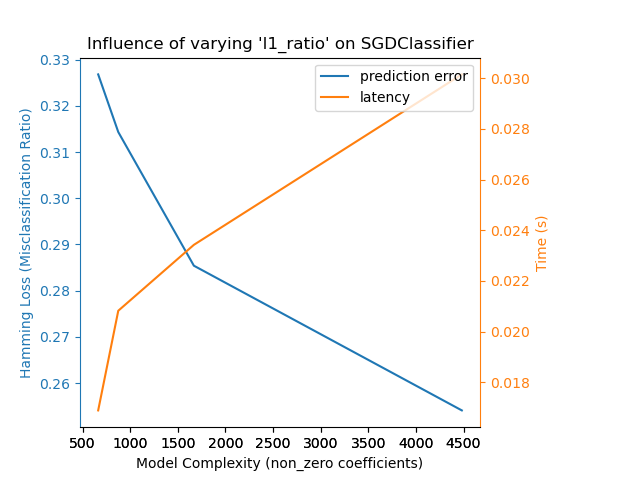 Influence of varying 'l1_ratio' on SGDClassifier
prediction error
latency
0.33
0.32
0.31
0.30
0.29
0.28
0.27
0.26
Hamming Loss (Misclassification Ratio)
0.030
0.028
0.026
0.024
0.022
0.020
0.018
Time (s)
500 1000 1500 2000 2500 3000 3500 4000 4500
Model Complexity (non_zero coefficients)